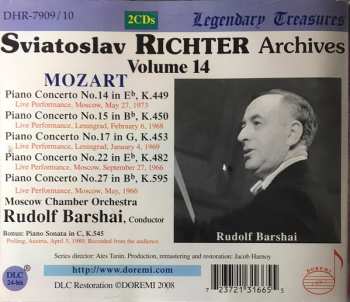 DHR-7909/10
2CDs
Legendary Treasures
Sviatoslav RICHTER Archives
Volume 14
MOZART
Piano Concerto No.14 in E♭, K.449
Live Performance, Moscow, May 27, 1973
Piano Concerto No.15 in B♭, K.450
Live Performance, Leningrad, February 6, 1968
Piano Concerto No.17 in G, K.453
Live Performance, Leningrad, January 4, 1969
Piano Concerto No.22 in E♭, K.482
Live Performance, Moscow, September 27, 1966
Piano Concerto No.27 in B♭, K.595
Live Performance, Moscow, May, 1966
Moscow Chamber Orchestra
Rudolf Barshai, Conductor
Bonus: Piano Sonata in C, K.545
Polling, Austria, April 3, 1989; Recorded from the audience
Rudolf Barshai
Series director: Ates Tanin. Production, remastering and restoration: Jacob Harnoy
DLC
24-bit
http://www.doremi.com/
DLC Restoration ©DOREMI 2008
7 23721 31665 5